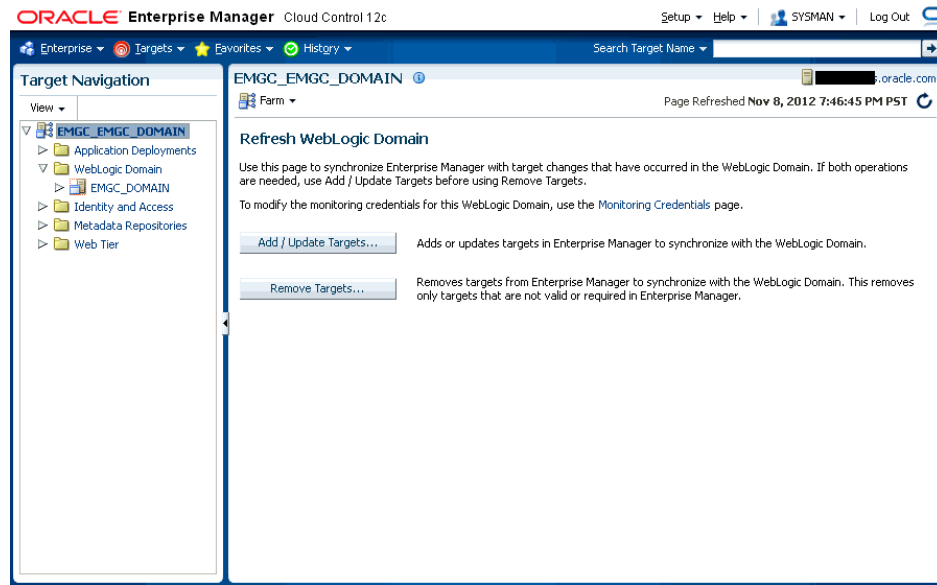 ORACLE Enterprise Manager Cloud Control 12c
Setup Help SYSMAN Log Out
Enterprise Targets Favorites History Search Target Name
Target Navigation
View
EMGC_EMGC_DOMAIN
Application Deployments
WebLogic Domain
EMGC_DOMAIN
Identity and Access
Metadata Repositories
Web Tier
EMGC_EMGC_DOMAIN
.oracle.com
Farm
Page Refreshed Nov 8, 2012 7:46:45 PM PST
Refresh WebLogic Domain
Use this page to synchronize Enterprise Manager with target changes that have occurred in the WebLogic Domain. If both operations
are needed, use Add / Update Targets before using Remove Targets.
To modify the monitoring credentials for this WebLogic Domain, use the Monitoring Credentials page.
Add / Update Targets...
Adds or updates targets in Enterprise Manager to synchronize with the WebLogic Domain.
Remove Targets...
Removes targets from Enterprise Manager to synchronize with the WebLogic Domain. This removes
only targets that are not valid or required in Enterprise Manager.